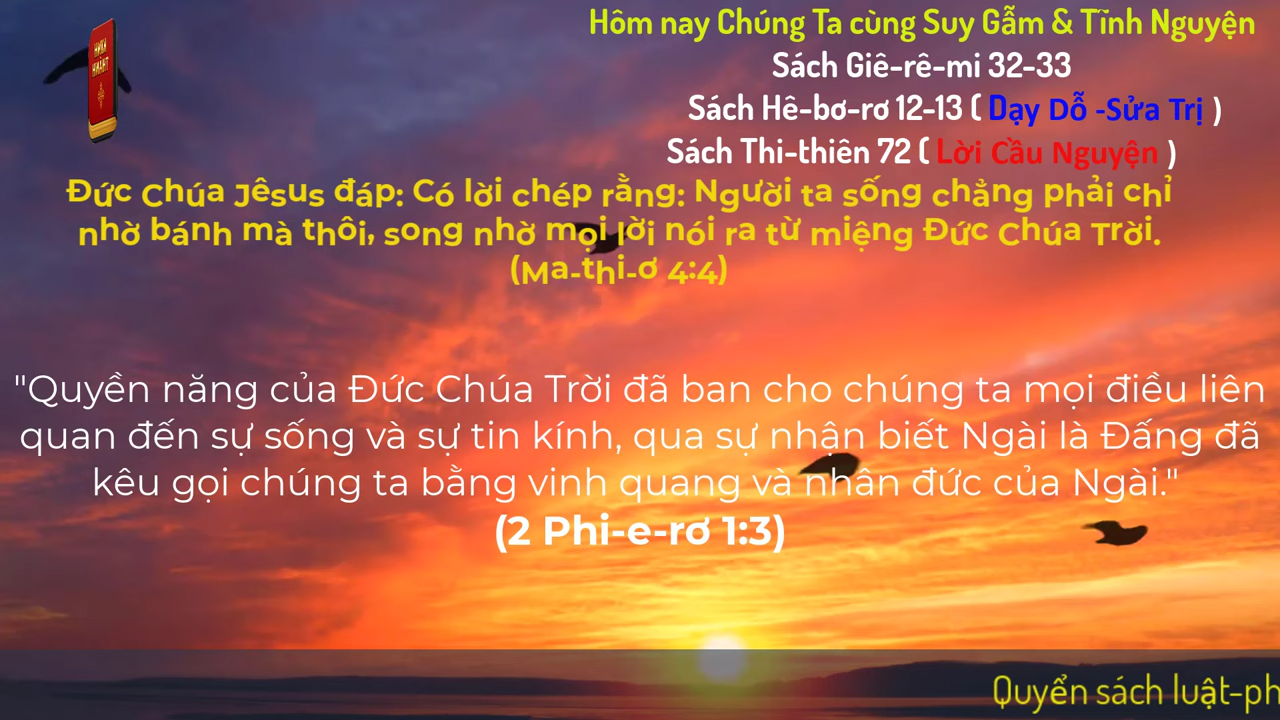 Hôm nay Chúng Ta cùng Suy Gẫm & Tĩnh Nguyện
Sách Giê-rê-mi 32-33
Sách Hê-bơ-rơ 12-13 ( Dạy Dỗ -Sửa Trị )
Sách Thi-thiên 72 ( Lời Cầu Nguyện )
Đức Chúa Jêsus đáp: Có lời chép rằng: Người ta sống chẳng phải chỉ
nhờ bánh mà thôi, song nhờ mọi lời nói ra từ miệng Đức Chúa Trời.
(Ma-thi-ơ 4:4)
"Quyền năng của Đức Chúa Trời đã ban cho chúng ta mọi điều liên
quan đến sự sống và sự tin kính, qua sự nhận biết Ngài là Đấng đã
kêu gọi chúng ta bằng vinh quang và nhân đức của Ngài."
(2 Phi-e-rơ 1:3)
Quyển sách luật-ph